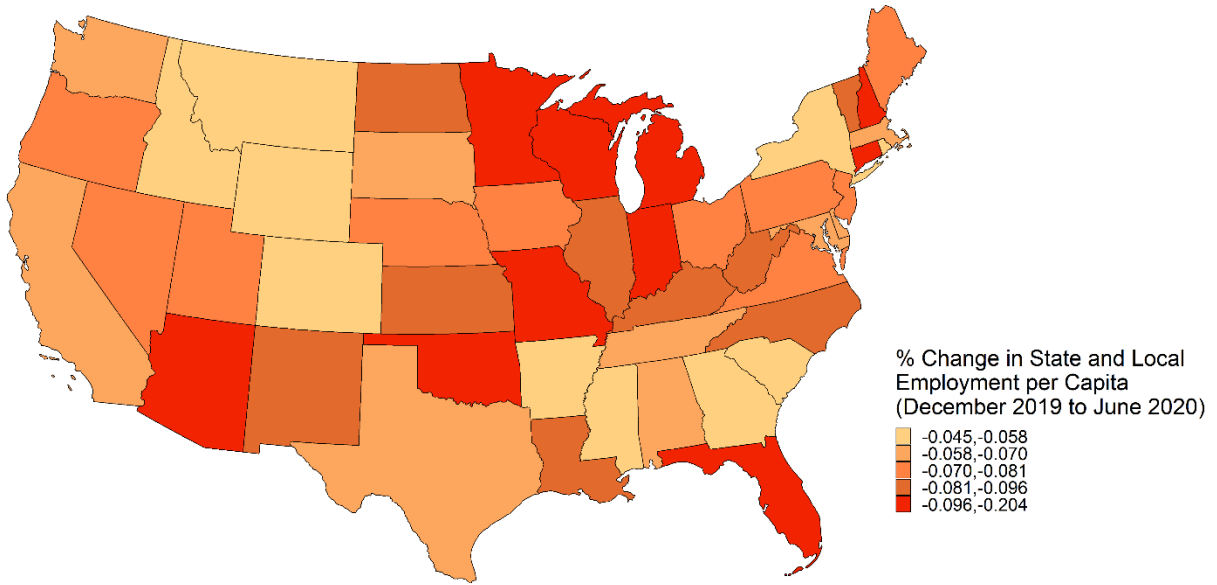 % Change in State and Local
Employment per Capita
(December 2019 to June 2020)
-0.045,-0.058
-0.058,-0.070
-0.070,-0.081
-0.081,-0.096
-0.096,-0.204